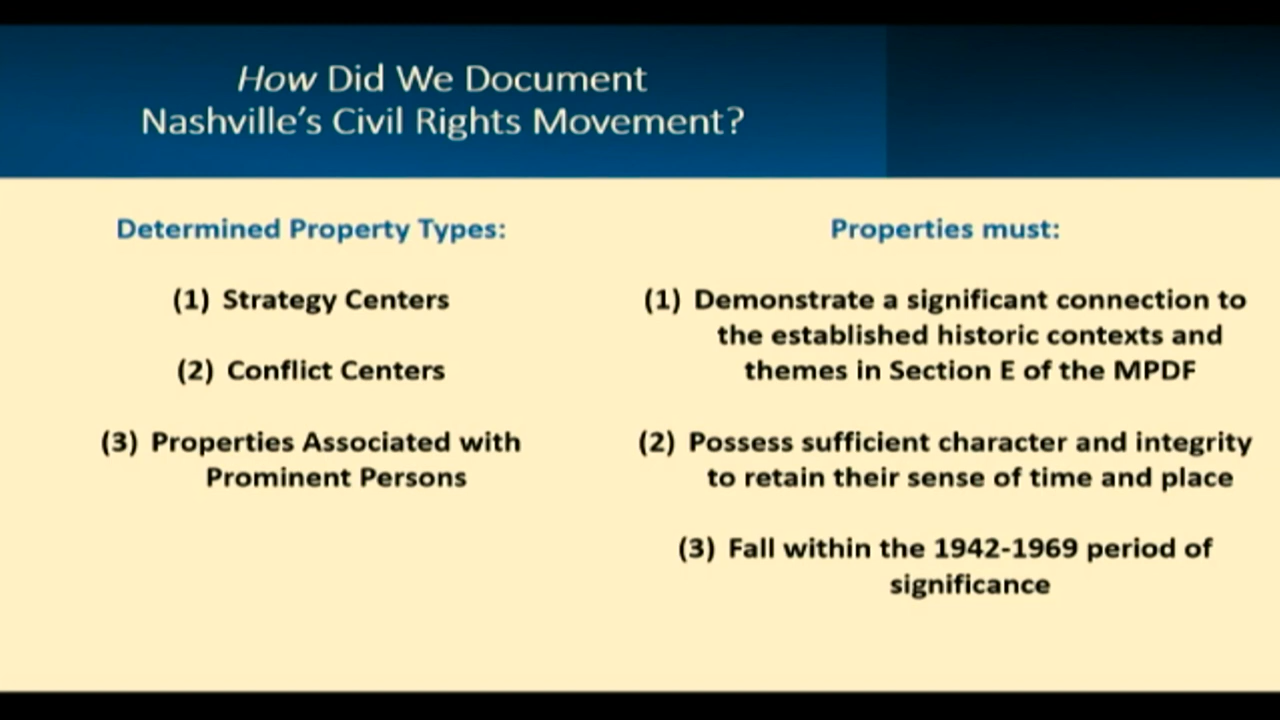 How Did We Document
Nashville's Civil Rights Movement?
Determined Property Types:
(1) Strategy Centers
(2) Conflict Centers
(3) Properties Associated with
Prominent Persons
Properties must:
(1) Demonstrate a significant connection to
the established historic contexts and
themes in Section E of the MPDF
(2) Possess sufficient character and integrity
to retain their sense of time and place
(3) Fall within the 1942-1969 period of
significance